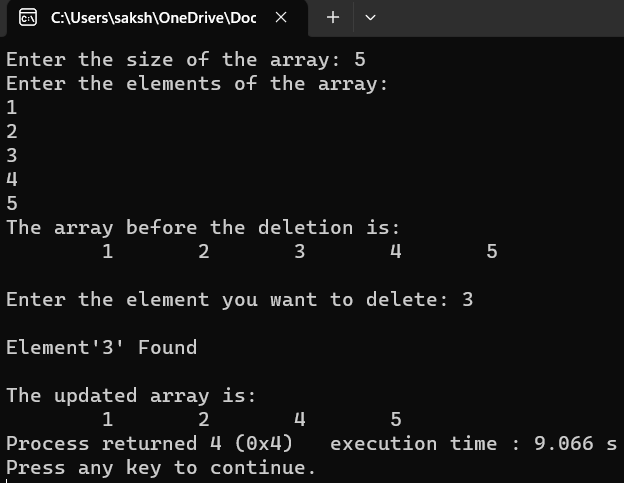 C:\Users\saksh\OneDrive\Doc
Enter the size of the array: 5
Enter the elements of the array:
1
2
3
4
5
The array before the deletion is:
1 2 3 4 5
Enter the element you want to delete: 3
Element'3' Found
The updated array is:
1 2 4 5
Process returned 4 (0x4) execution time : 9.066 s
Press any key to continue.